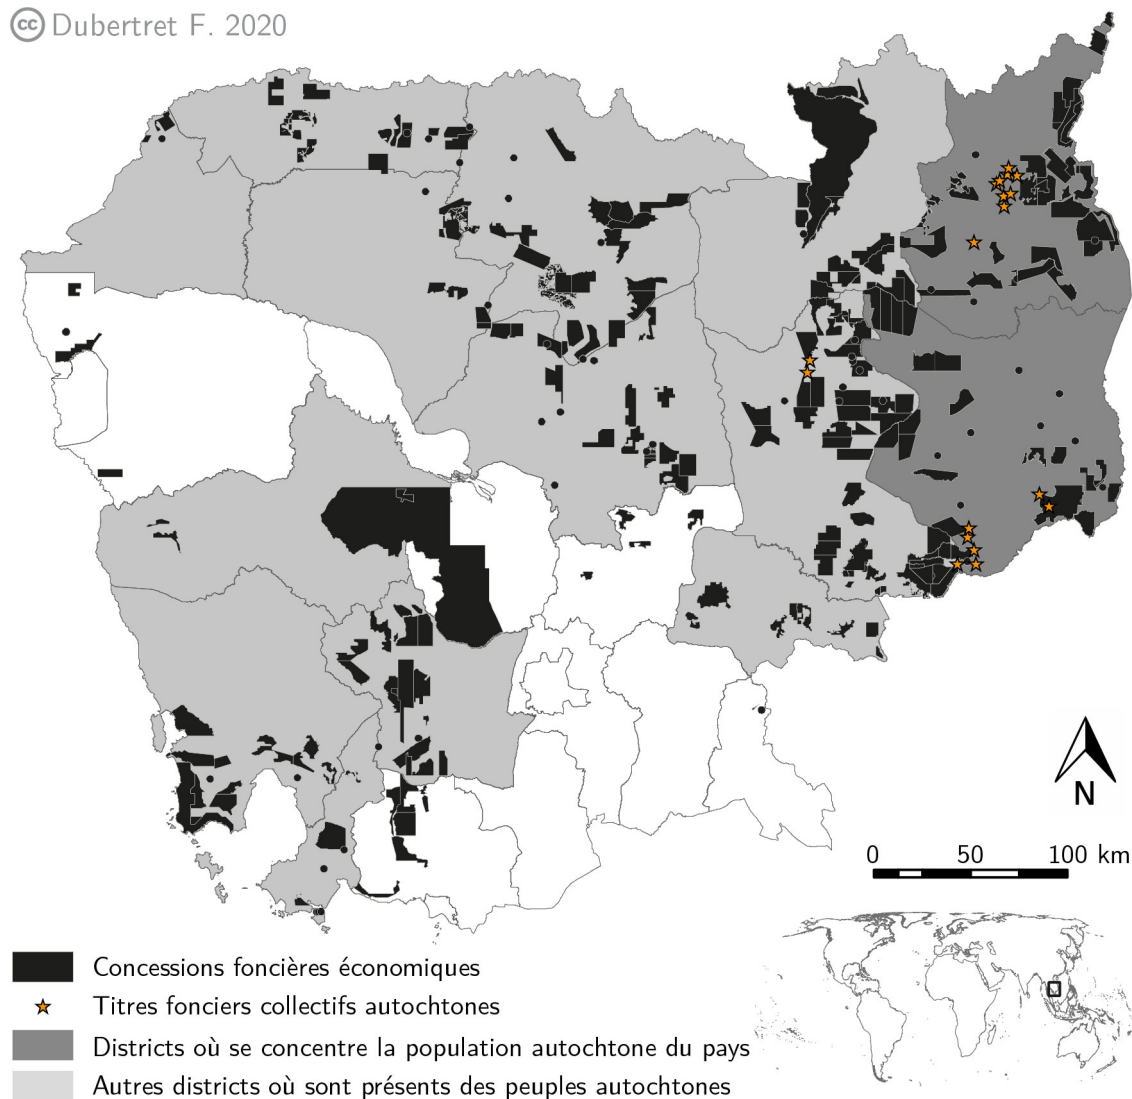 cc Dubertret F. 2020
N
0 50 100 km
Concessions foncières économiques
Titres fonciers collectifs autochtones
Districts où se concentre la population autochtone du pays
Autres districts où sont présents des peuples autochtones